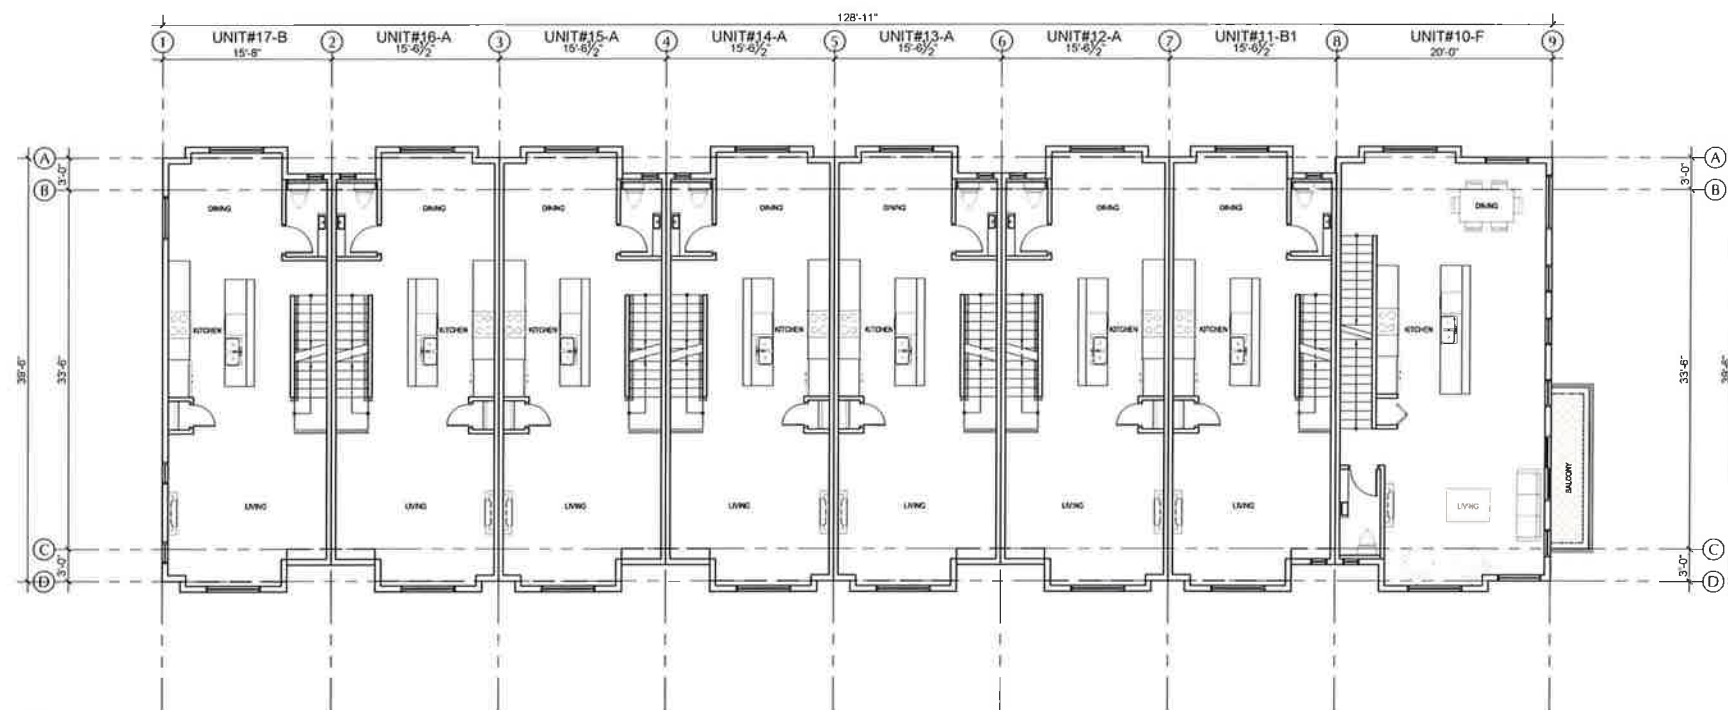 128'-11"
UNIT#17-B UNIT#16-A UNIT#15-A UNIT#14-A UNIT#13-A UNIT#12-A UNIT#11-B1 UNIT#10-F
1 2 3 4 5 6 7 8 9
15'-8" 15'-6½" 15'-6½" 15'-6½" 15'-6½" 15'-6½" 15'-6½" 20'-0"
A A
3'-0" 3'-0"
B B
DINING DINING DINING DINING DINING DINING DINING DINING
KITCHEN KITCHEN KITCHEN KITCHEN KITCHEN KITCHEN KITCHEN KITCHEN
39'-6" 33'-6" 33'-6" 39'-6"
BALCONY
LIVING LIVING LIVING LIVING LIVING LIVING LIVING LIVING
C C
3'-0" 3'-0"
D D